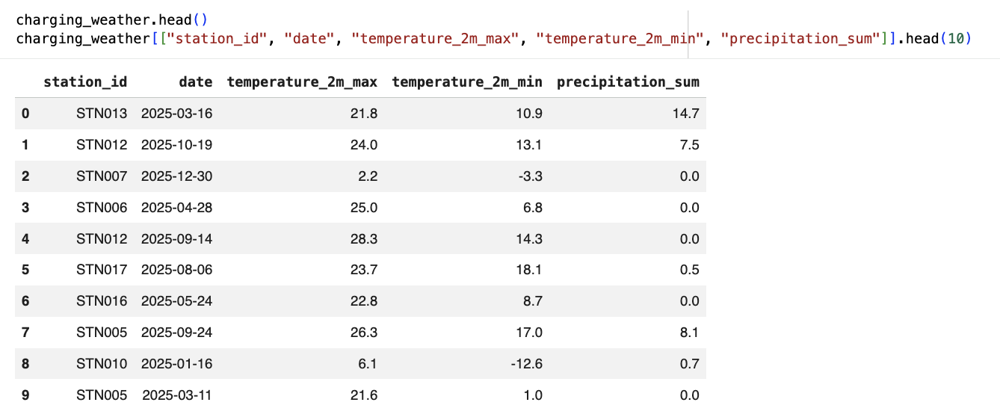 charging_weather.head()
charging_weather[["station_id", "date", "temperature_2m_max", "temperature_2m_min", "precipitation_sum"]].head(10)
station_id date temperature_2m_max temperature_2m_min precipitation_sum
0 STN013 2025-03-16 21.8 10.9 14.7
1 STN012 2025-10-19 24.0 13.1 7.5
2 STN007 2025-12-30 2.2 -3.3 0.0
3 STN006 2025-04-28 25.0 6.8 0.0
4 STN012 2025-09-14 28.3 14.3 0.0
5 STN017 2025-08-06 23.7 18.1 0.5
6 STN016 2025-05-24 22.8 8.7 0.0
7 STN005 2025-09-24 26.3 17.0 8.1
8 STN010 2025-01-16 6.1 -12.6 0.7
9 STN005 2025-03-11 21.6 1.0 0.0